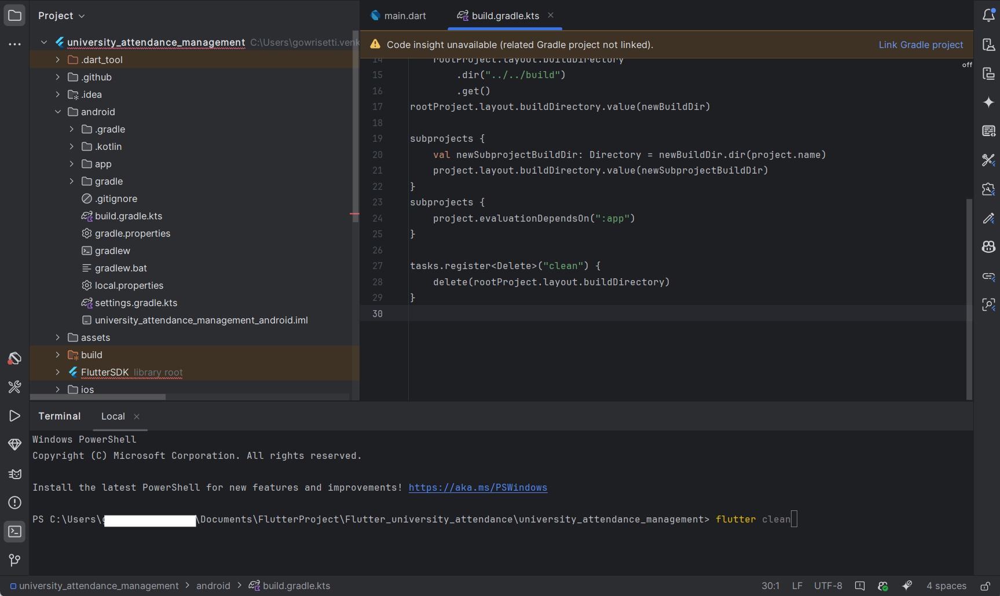 Project
main.dart
build.gradle.kts
university_attendance_management C:\Users\gowrisetti.venk
Code insight unavailable (related Gradle project not linked).
Link Gradle project
.dart_tool
.github
.idea
android
.gradle
.kotlin
app
gradle
.gitignore
build.gradle.kts
gradle.properties
gradlew
gradlew.bat
local.properties
settings.gradle.kts
university_attendance_management_android.iml
assets
build
FlutterSDK library root
ios
off
14 rootProject.layout.buildDirectory
15 .dir("../../build")
16 .get()
17 rootProject.layout.buildDirectory.value(newBuildDir)
18
19 subprojects {
20 val newSubprojectBuildDir: Directory = newBuildDir.dir(project.name)
21 project.layout.buildDirectory.value(newSubprojectBuildDir)
22 }
23 subprojects {
24 project.evaluationDependsOn(":app")
25 }
26
27 tasks.register<Delete>("clean") {
28 delete(rootProject.layout.buildDirectory)
29 }
30
Terminal Local
Windows PowerShell
Copyright (C) Microsoft Corporation. All rights reserved.
Install the latest PowerShell for new features and improvements! https://aka.ms/PSWindows
PS C:\Users\g \Documents\FlutterProject\Flutter_university_attendance\university_attendance_management> flutter clean
university_attendance_management > android > build.gradle.kts
30:1 LF UTF-8 4 spaces